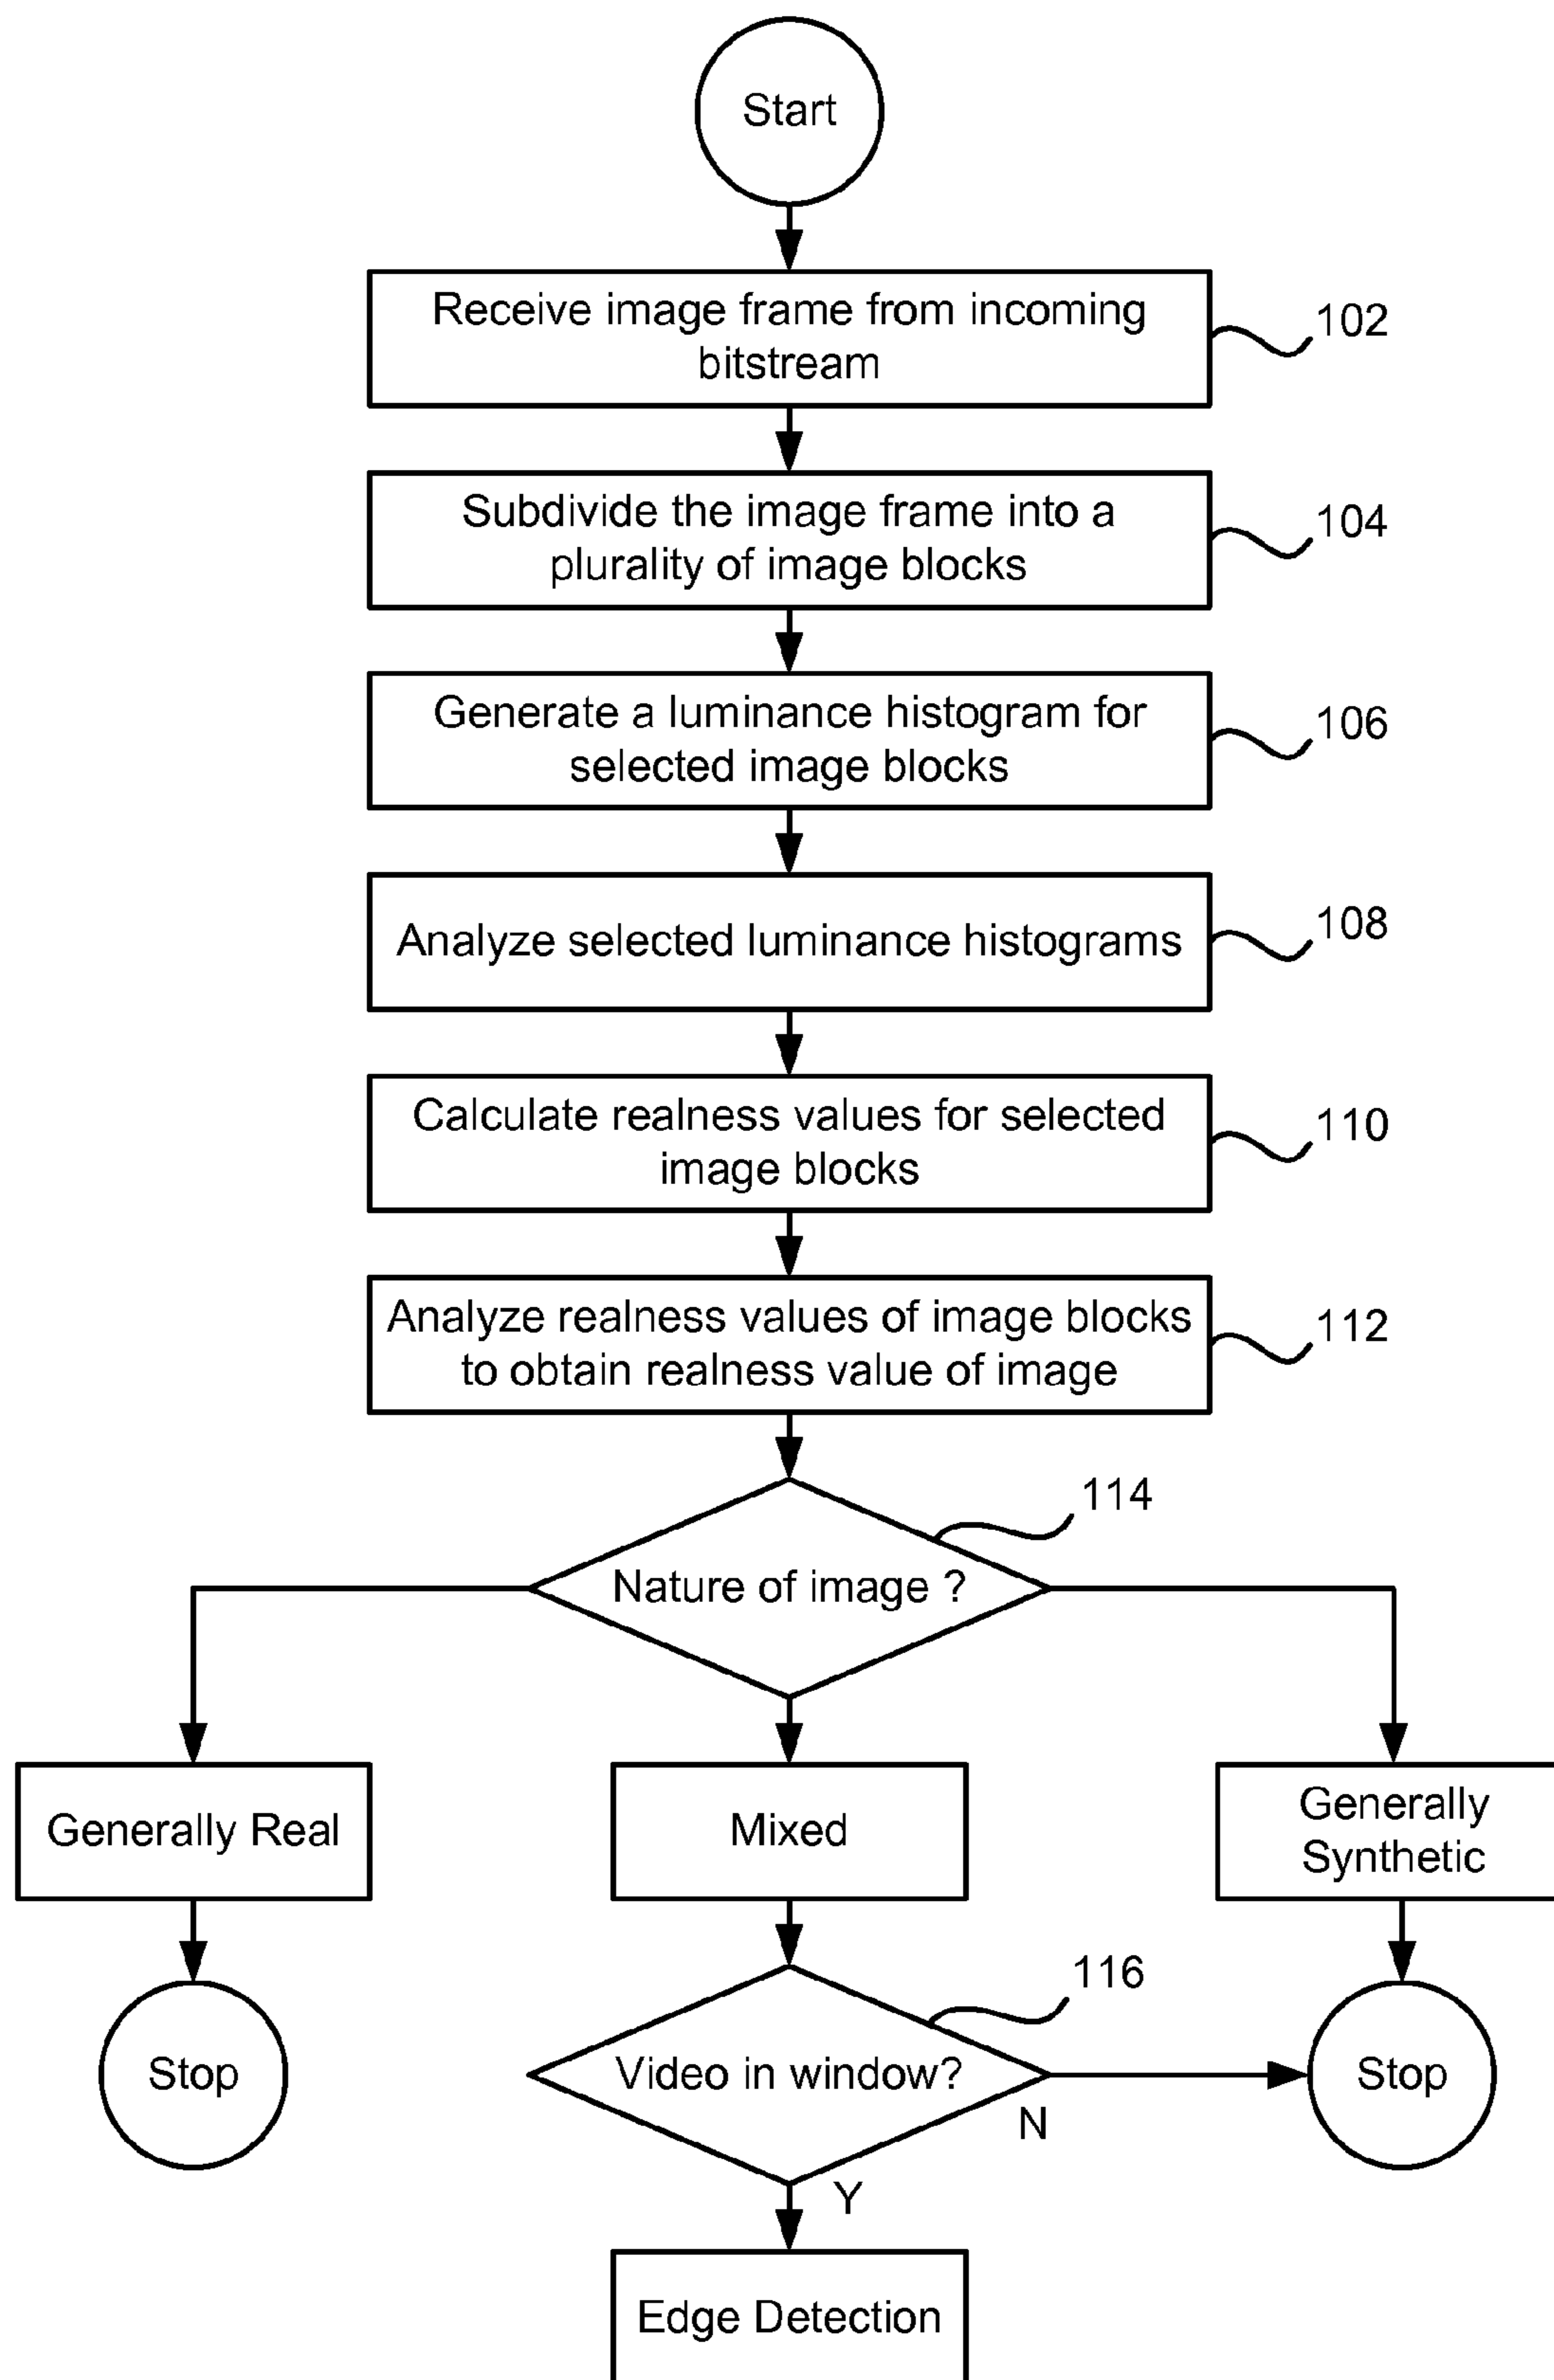 Start
Receive image frame from incoming
bitstream
102
Subdivide the image frame into a
plurality of image blocks
104
Generate a luminance histogram for
selected image blocks
106
Analyze selected luminance histograms
108
Calculate realness values for selected
image blocks
110
Analyze realness values of image blocks
to obtain realness value of image
112
114
Nature of image ?
Generally Real
Mixed
Generally
Synthetic
116
Stop
Video in window?
Stop
N
Y
Edge Detection